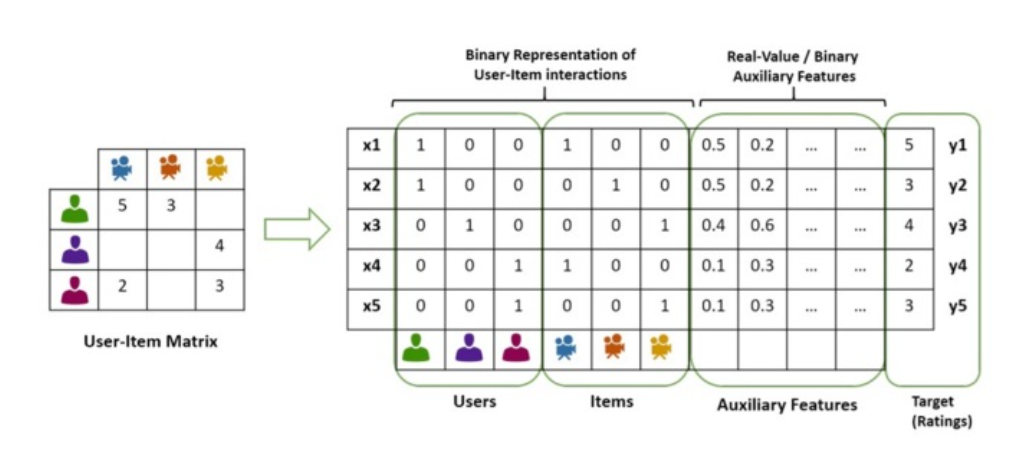 Binary Representation of
User-Item interactions
Real-Value / Binary
Auxiliary Features
x1 1 0 0 1 0 0 0.5 0.2 ... ... 5 y1
x2 1 0 0 0 1 0 0.5 0.2 ... ... 3 y2
x3 0 1 0 0 0 1 0.4 0.6 ... ... 4 y3
x4 0 0 1 1 0 0 0.1 0.3 ... ... 2 y4
x5 0 0 1 0 0 1 0.1 0.3 ... ... 3 y5
5 3
4
2 3
User-Item Matrix
Users
Items
Auxiliary Features
Target
(Ratings)